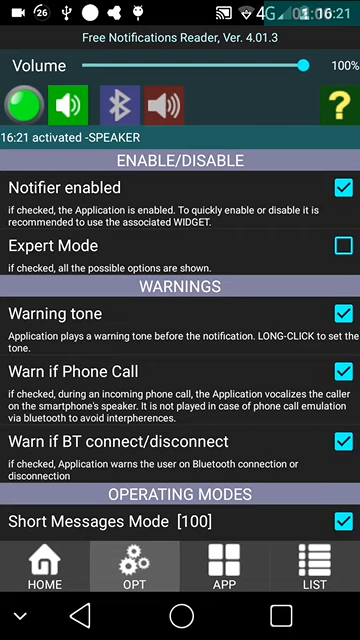 26 4G 16:21
Free Notifications Reader, Ver. 4.01.3
Volume 100%
?
16:21 activated -SPEAKER
ENABLE/DISABLE
Notifier enabled
if checked, the Application is enabled. To quickly enable or disable it is
recommended to use the associated WIDGET.
Expert Mode
if checked, all the possible options are shown.
WARNINGS
Warning tone
Application plays a warning tone before the notification. LONG-CLICK to set the
tone.
Warn if Phone Call
if checked, during an incoming phone call, the Application vocalizes the caller
on the smartphone's speaker. It is not played in case of phone call emulation
via bluetooth to avoid interpherences.
Warn if BT connect/disconnect
if checked, Application warns the user on Bluetooth connection or
disconnection
OPERATING MODES
Short Messages Mode [100]
HOME OPT APP LIST